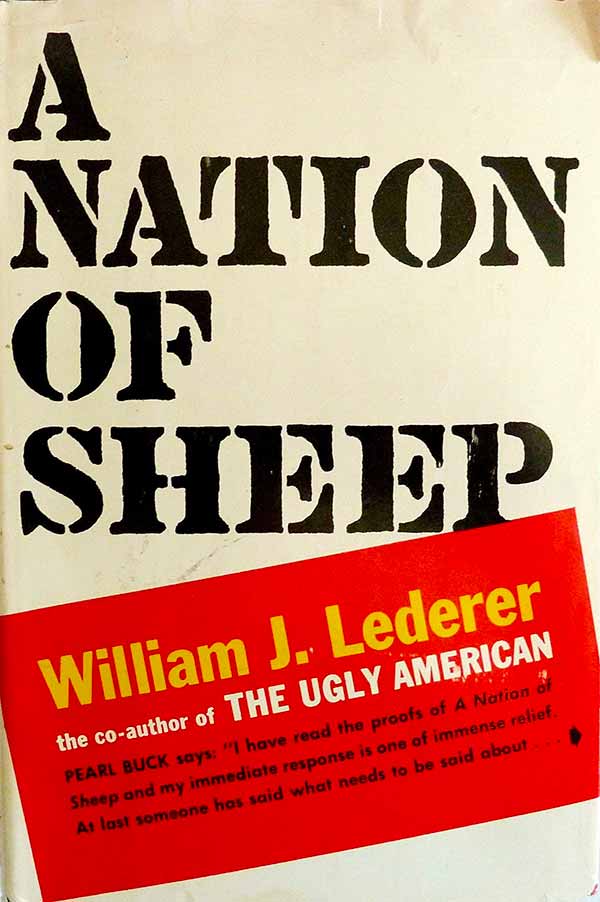 A
NATION
OF
SHEEP
William J. Lederer
the co-author of THE UGLY AMERICAN
PEARL BUCK says: "I have read the proofs of A Nation of
Sheep and my immediate response is one of immense relief.
At last someone has said what needs to be said about . . . .